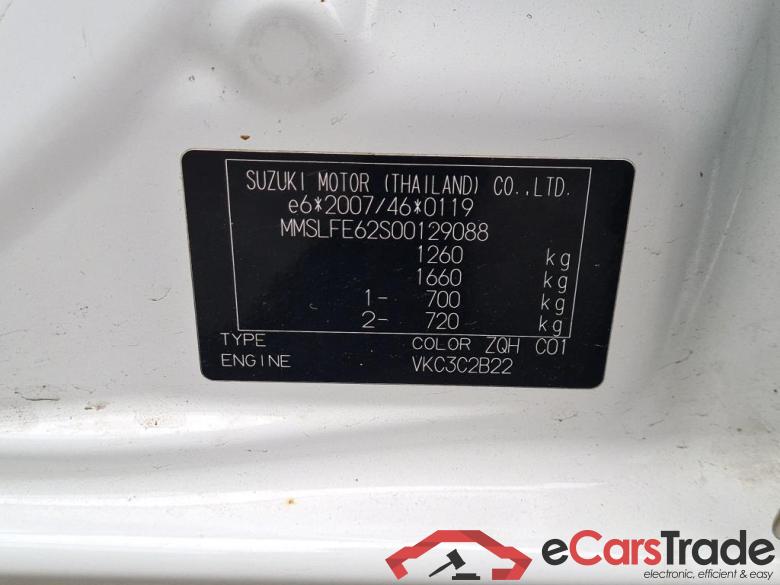 SUZUKI MOTOR (THAILAND) CO.,LTD.
e6*2007/46*0119
MMSLFE62S00129088
1260 kg
1660 kg
1- 700 kg
2- 720 kg
TYPE COLOR ZQH C01
ENGINE VKC3C2B22
eCarsTrade
electronic, efficient & easy